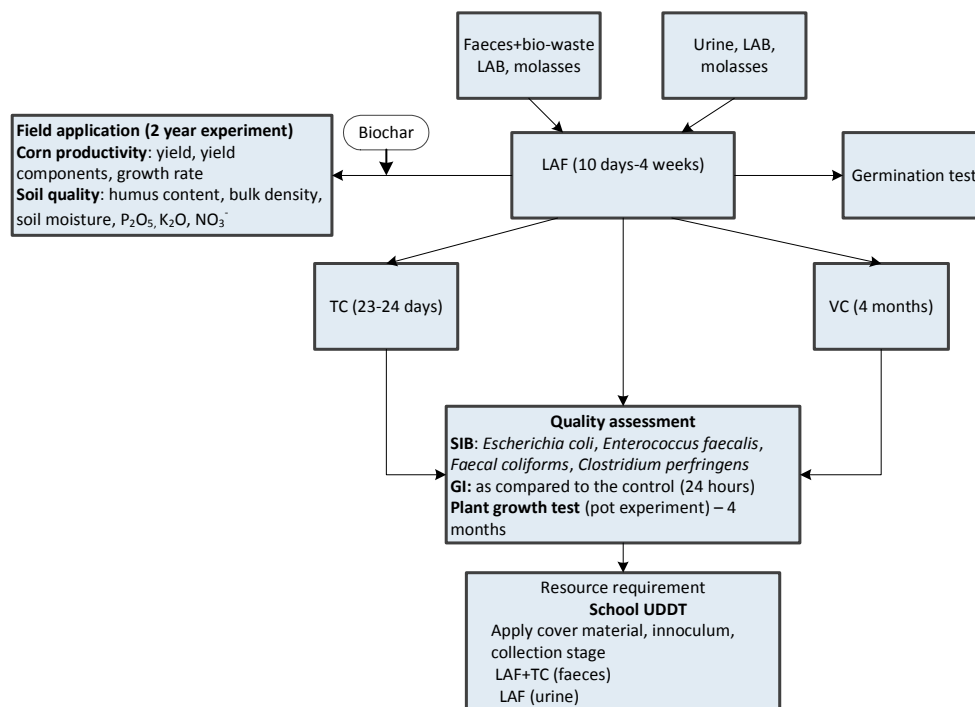 Faeces+bio-waste
LAB, molasses
Urine, LAB,
molasses
Field application (2 year experiment)
Corn productivity: yield, yield
components, growth rate
Soil quality: humus content, bulk density,
soil moisture, P₂O₅, K₂O, NO₃⁻
Biochar
LAF (10 days-4 weeks)
Germination test
TC (23-24 days)
VC (4 months)
Quality assessment
SIB: Escherichia coli, Enterococcus faecalis,
Faecal coliforms, Clostridium perfringens
GI: as compared to the control (24 hours)
Plant growth test (pot experiment) – 4
months
Resource requirement
School UDDT
Apply cover material, innoculum,
collection stage
LAF+TC (faeces)
LAF (urine)